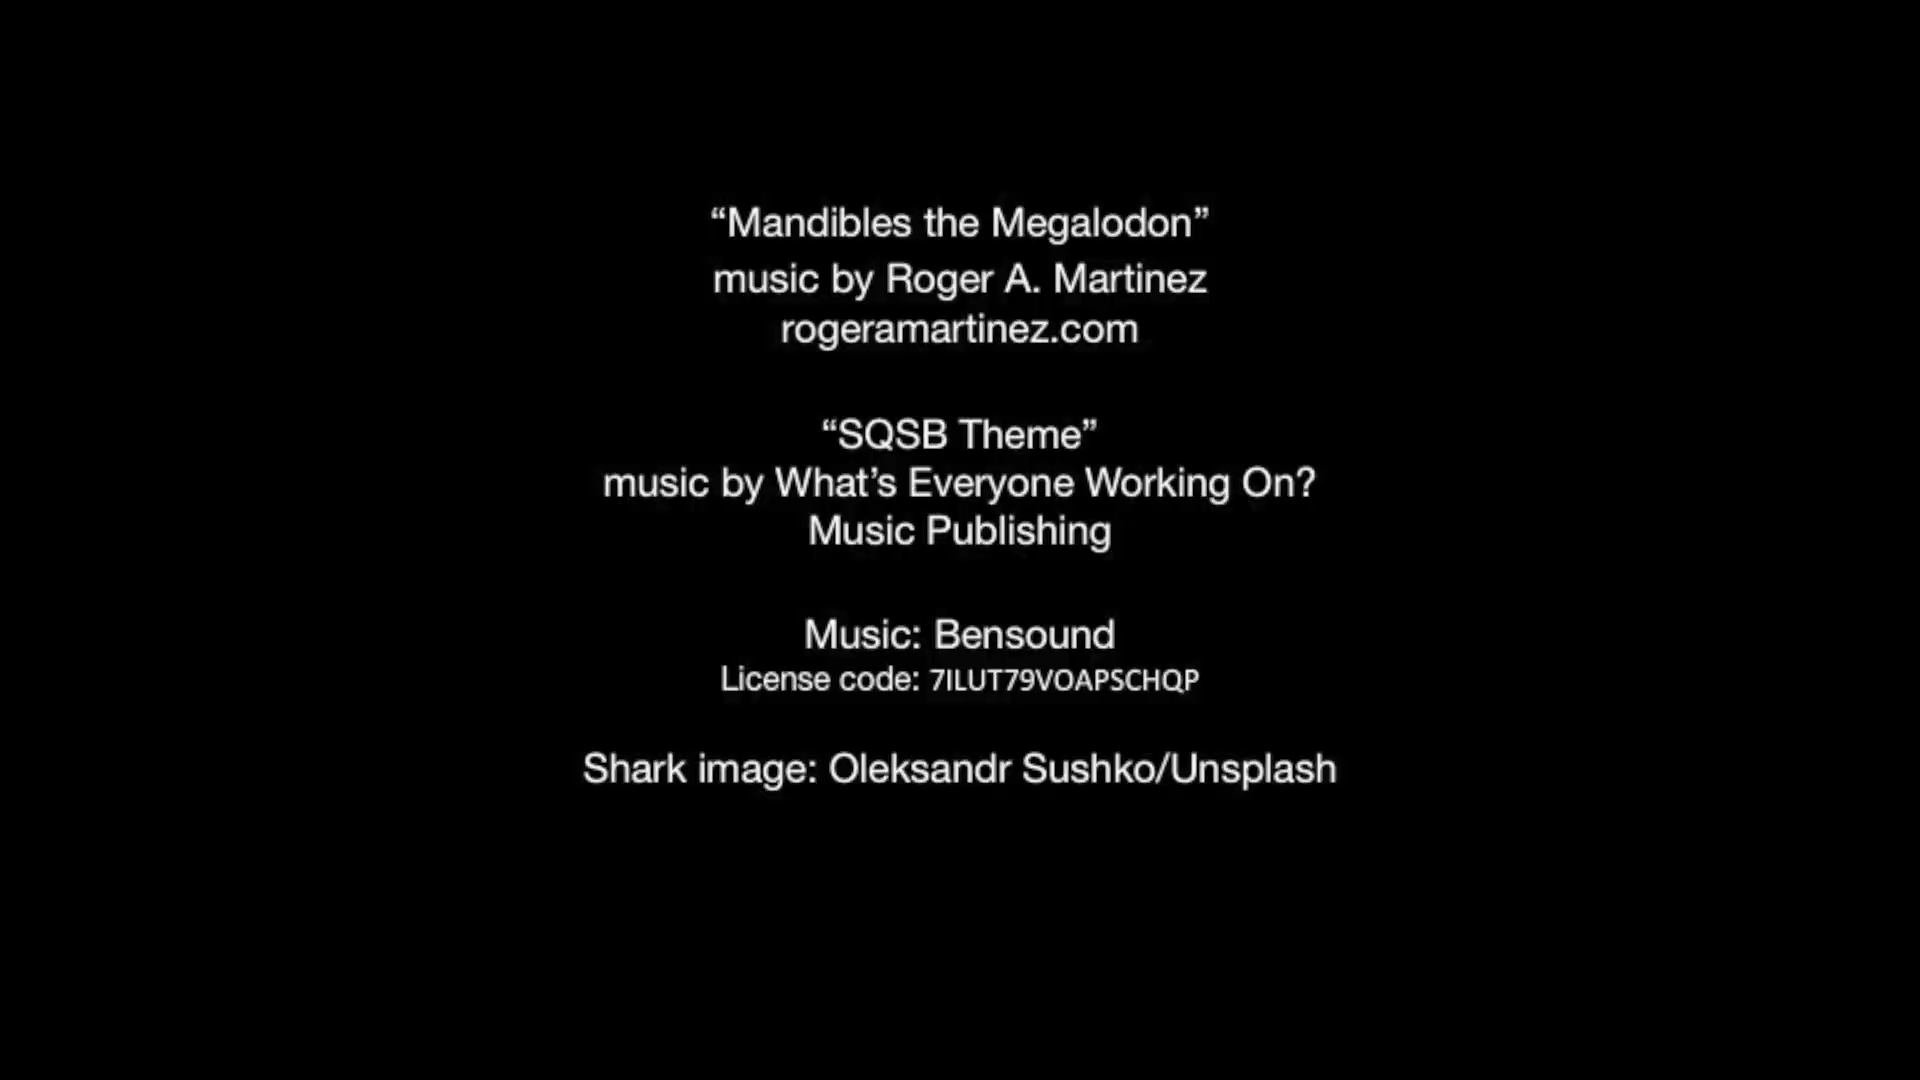 “Mandibles the Megalodon”
music by Roger A. Martinez
rogeramartinez.com
“SQSB Theme”
music by What’s Everyone Working On?
Music Publishing
Music: Bensound
License code: 7ILUT79VOAPSCHQP
Shark image: Oleksandr Sushko/Unsplash